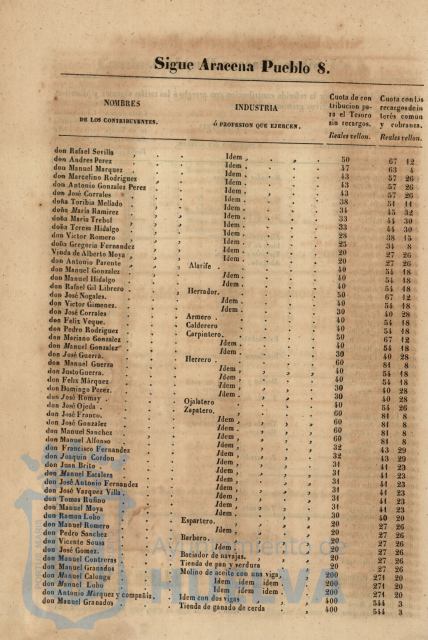 Sigue Aracena Pueblo 8.
NOMBRES DE LOS CONTRIBUYENTES.
INDUSTRIA ó PROFESION QUE EJERCEN.
Cuota de contribucion para el Tesoro sin recargos.
Cuota con los recargos de interés comun y cobranza.
Reales vellon. Reales vellon.
don Rafael Sevilla Idem 50 67 12
don Andres Perez Idem 47 63 4
don Manuel Marquez Idem 43 57 26
don Marcelino Rodriguez Idem 43 57 26
don Antonio Gonzalez Perez Idem 43 57 26
don José Corrales Idem 43 57 26
doña Toribia Mellado Idem 38 51 11
doña Maria Ramirez Idem 34 45 32
doña Maria Trebol Idem 33 44 30
doña Teresa Hidalgo Idem 33 44 30
don Victor Romero Idem 28 38 15
doña Gregoria Fernandez Idem 25 34 8
Viuda de Alberto Moya Idem 20 27 26
don Antonio Parente Idem 20 27 26
don Manuel Gonzalez Alarife 40 54 18
don Manuel Hidalgo Idem 40 54 18
don Rafael Gil Librero Idem 40 54 18
don José Nogales. Herrador. 50 67 12
don Victor Gimenez. Idem 40 54 18
don José Corrales Idem 30 40 28
don Felix Veque. Armero 40 54 18
don Pedro Rodriguez Calderero 40 54 18
don Mariano Gonzalez Carpintero. 50 67 12
don Manuel Gonzalez Idem 40 54 18
don José Guerra. Idem 30 40 28
don Manuel Guerra Herrero 60 81 8
don Justo Guerra. Idem 40 54 18
don Felix Márquez Idem 40 54 18
don Domingo Perez. Idem 30 40 28
don José Romay Ojalatero 30 40 28
don José Ojeda Zapatero. 40 54 26
don José Franco. Idem 60 81 8
don José Gonzalez Idem 60 81 8
don Manuel Sanchez Idem 60 81 8
don Manuel Alfonso Idem 60 81 8
don Francisco Fernandez Idem 32 43 29
don Joaquin Cordon Idem 32 43 29
don Juan Brito Idem 31 41 23
don Manuel Escalera Idem 31 41 23
don José Antonio Fernandez Idem 31 41 23
don José Vazquez Villa Idem 31 41 23
don Tomas Rufino Idem 31 41 23
don Manuel Moya Idem 31 41 23
don Ramon Lobo Idem 30 40 20
don Manuel Romero Espartero. 20 27 26
don Pedro Sanchez Idem 20 27 26
don Vicente Sousa Barbero. 20 27 26
don José Gomez. Idem 20 27 26
don Manuel Contreras Baciador de navajas. 20 27 26
don Manuel Granados Tienda de pan y verdura 20 27 26
don Manuel Calonga Molino de aceite con una viga 200 271 20
don Manuel Lobo Idem idem idem 200 271 20
don Antonio Márquez y compañia, Idem con dos vigas 400 544 3
don Manuel Granados Tienda de ganado de cerda 400 544 3
Ayuntamiento de
HUELVA